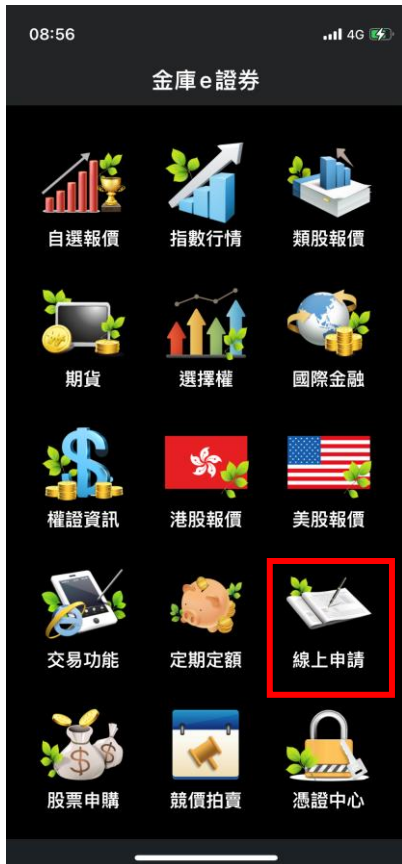 08:56 4G
金庫e證券
自選報價 指數行情 類股報價
期貨 選擇權 國際金融
權證資訊 港股報價 美股報價
交易功能 定期定額 線上申請
股票申購 競價拍賣 憑證中心